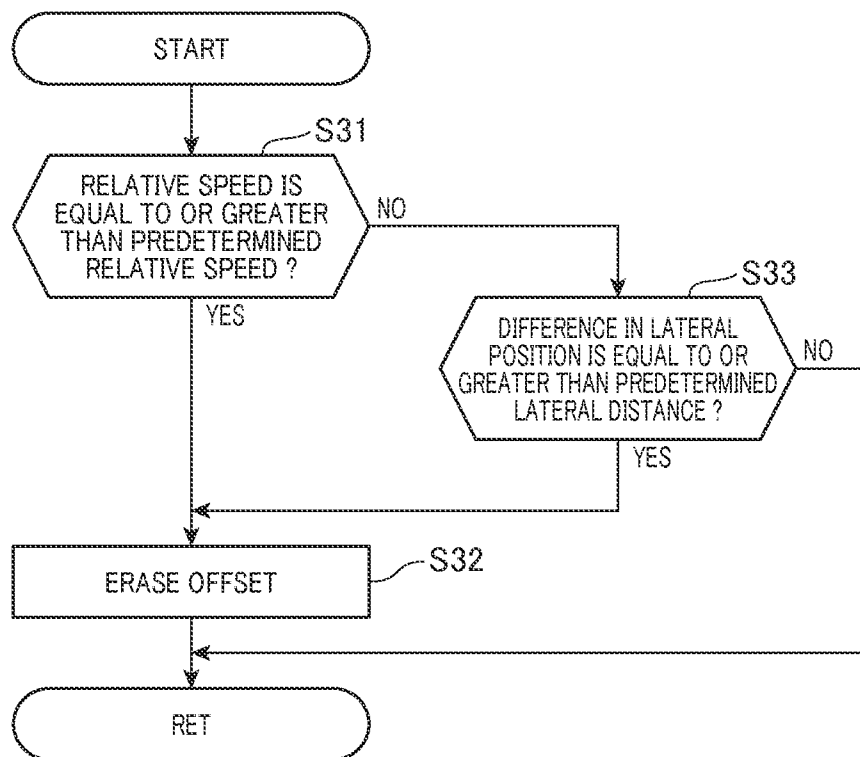 START
S31
RELATIVE SPEED IS
EQUAL TO OR GREATER
THAN PREDETERMINED
RELATIVE SPEED ?
NO
YES
S33
DIFFERENCE IN LATERAL
POSITION IS EQUAL TO OR
GREATER THAN PREDETERMINED
LATERAL DISTANCE ?
NO
YES
ERASE OFFSET
S32
RET